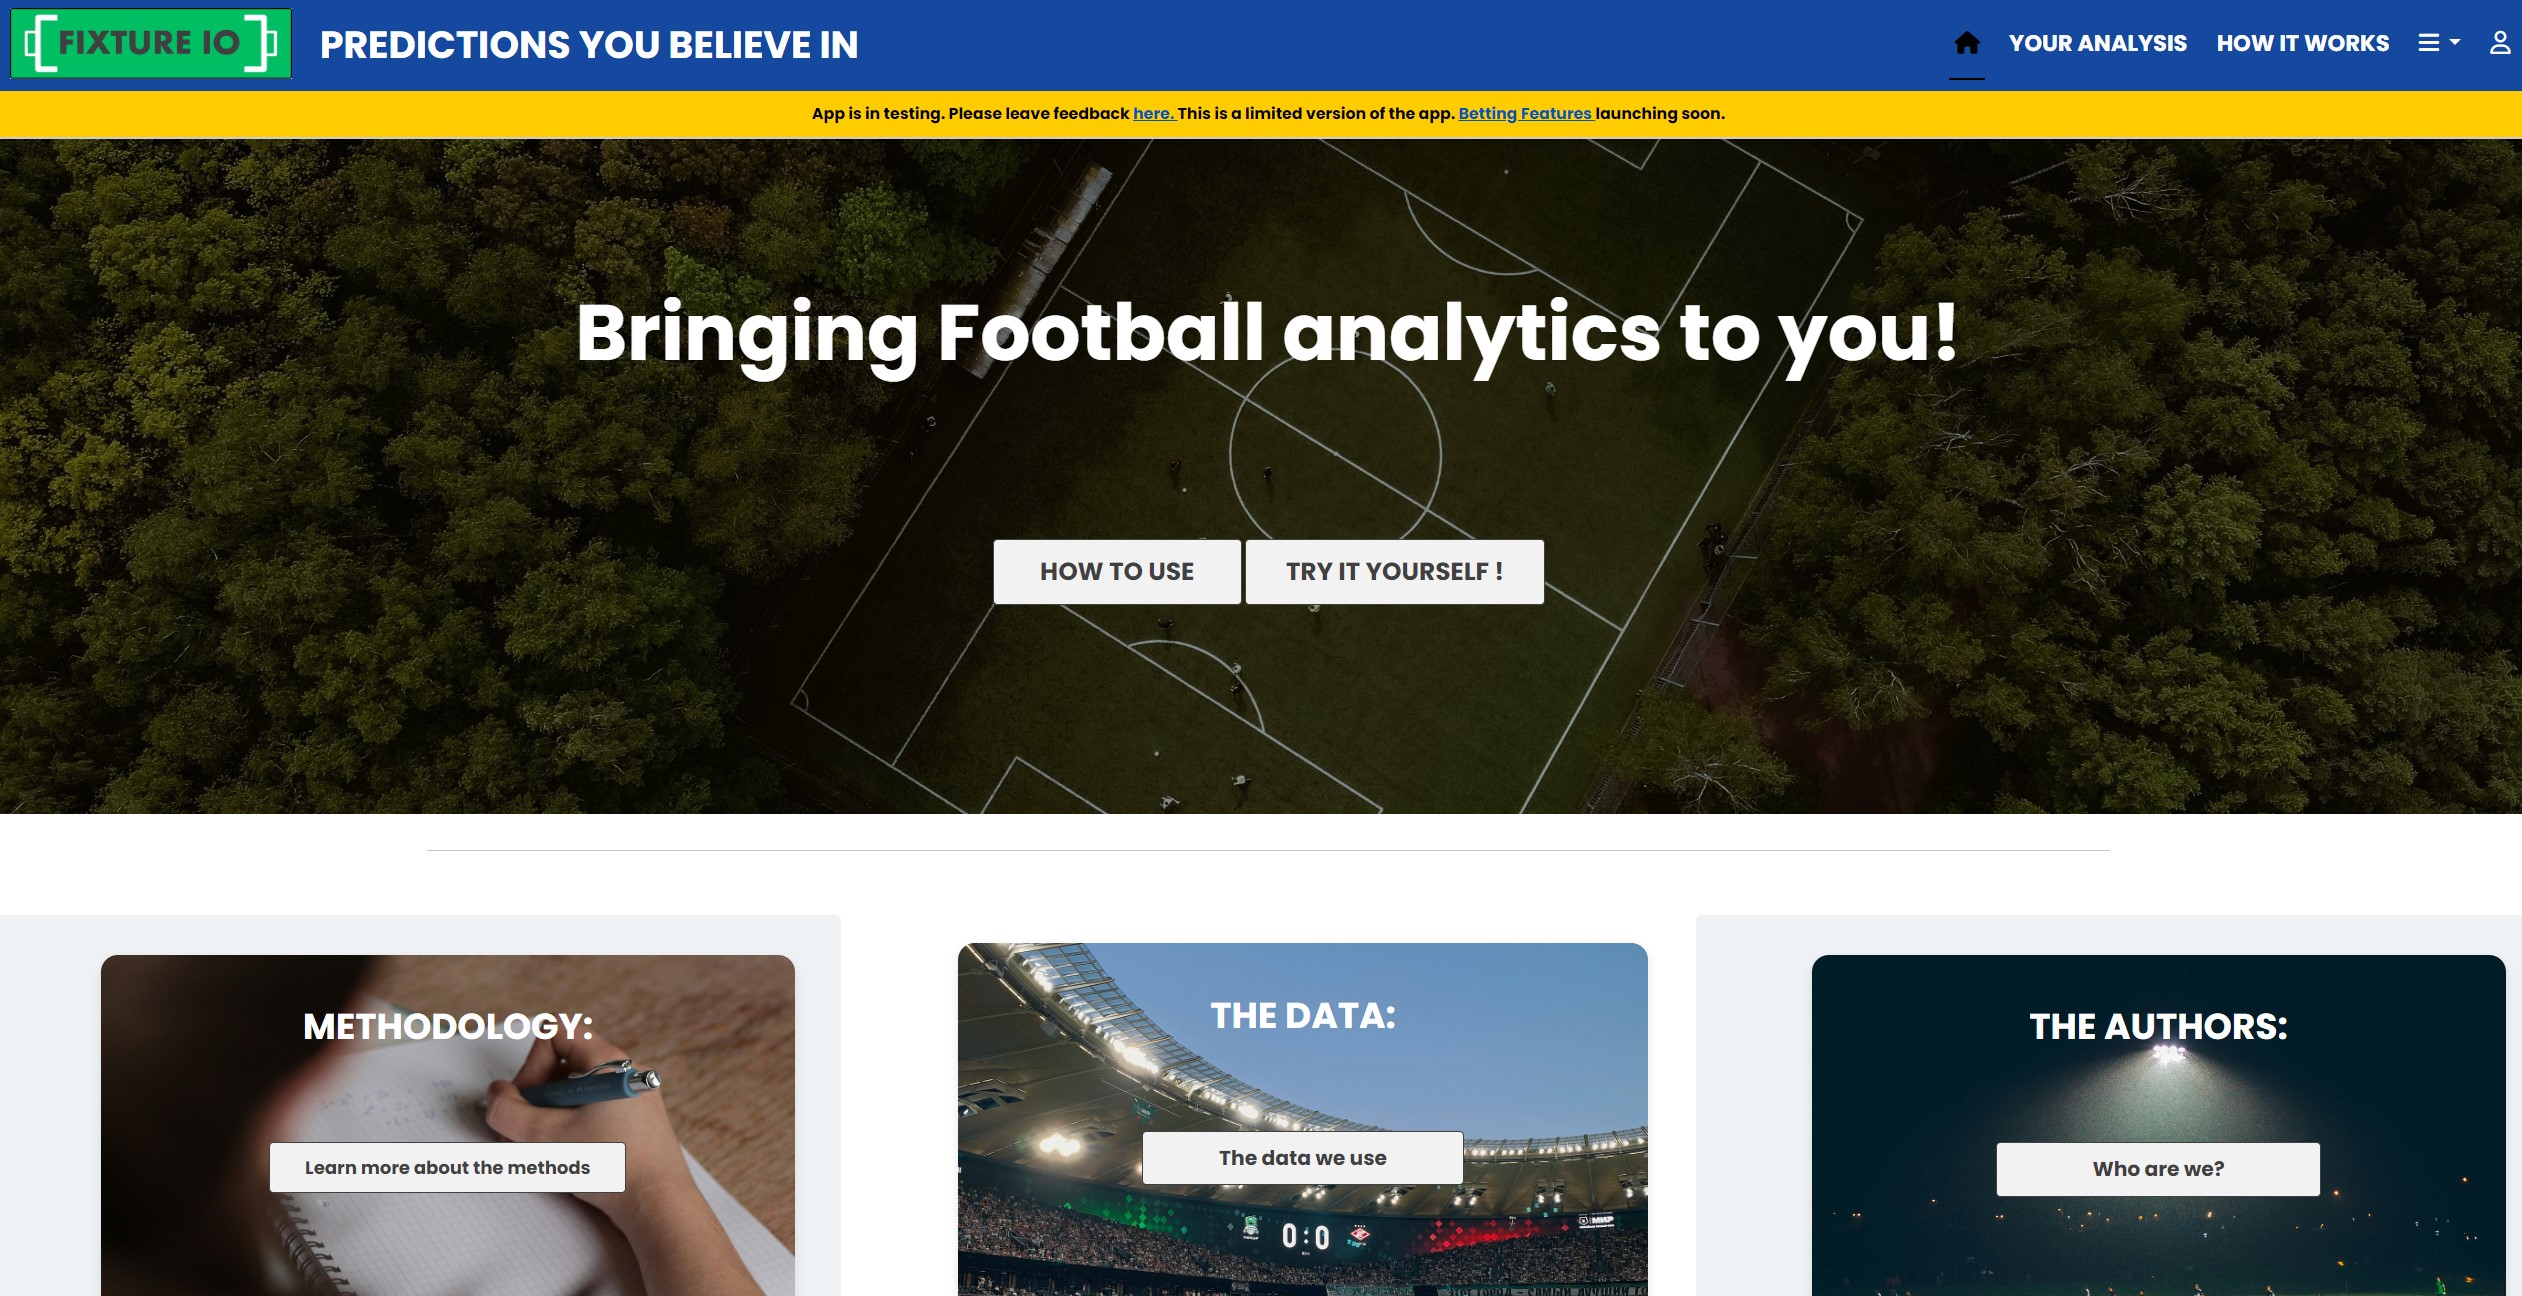 FIXTURE IO
PREDICTIONS YOU BELIEVE IN
YOUR ANALYSIS
HOW IT WORKS
App is in testing. Please leave feedback here. This is a limited version of the app. Betting Features launching soon.
Bringing Football analytics to you!
HOW TO USE
TRY IT YOURSELF !
METHODOLOGY:
THE DATA:
THE AUTHORS:
Learn more about the methods
The data we use
Who are we?
0:0
МИР